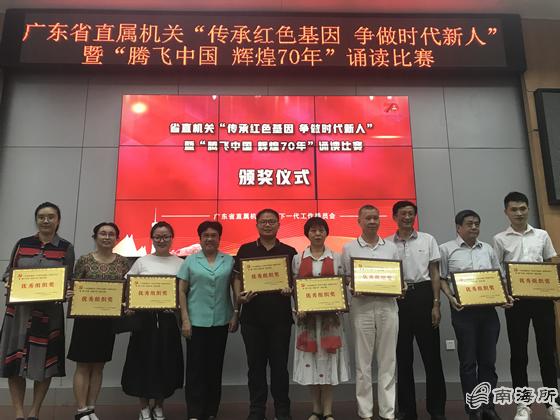 广东省直属机关“传承红色基因 争做时代新人”
暨“腾飞中国 辉煌70年”诵读比赛
省直机关“传承红色基因 争做时代新人”
暨“腾飞中国 辉煌70年”诵读比赛
颁奖仪式
广东省直属机
下一代工作委员会
优秀组织奖
优秀组织奖
优秀组织奖
优秀组织奖
优秀组织奖
优秀组织奖
优秀组织奖
优秀组织奖
南海所